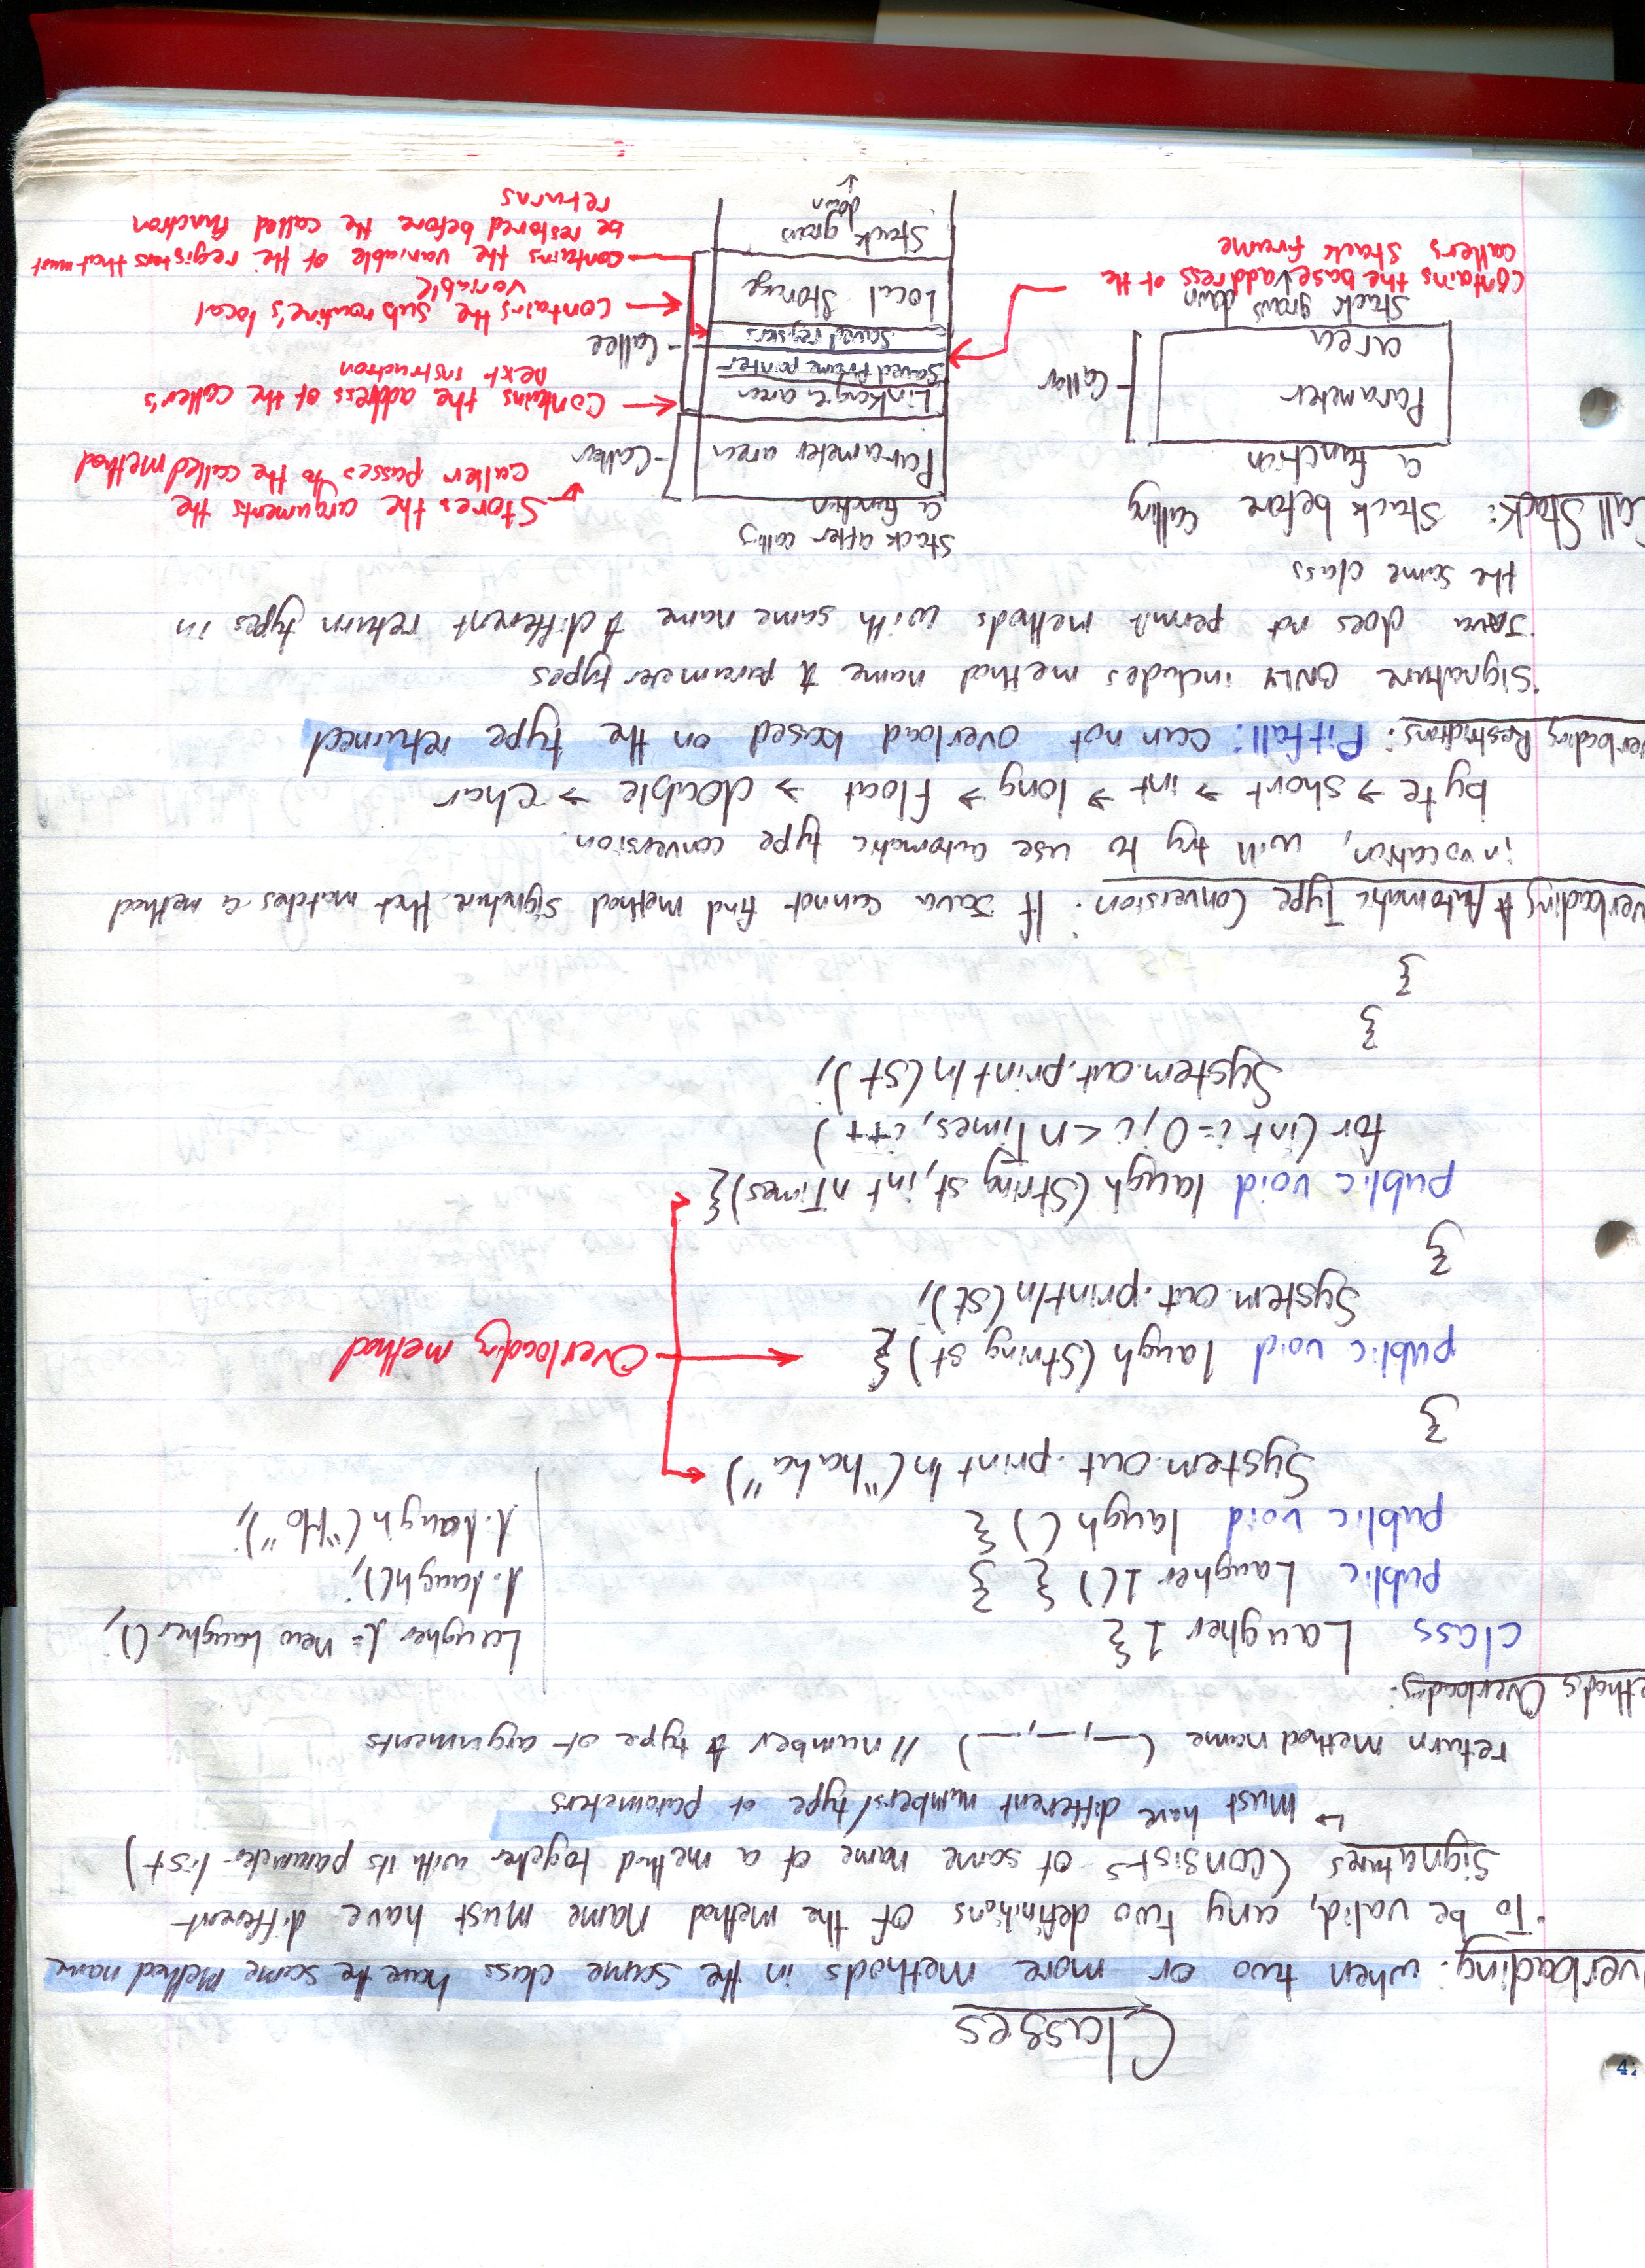 Classes
verloading: when two or more methods in the same class have the same method name
· To be valid, any two definitions of the method name must have different
signatures (consists of same name of a method together with its parameter list)
↳ must have different numbers/type of parameters
return method name (—,—,—) // number & type of arguments
ethods Overloading:
class Laugher 1 {
public Laugher 1 () { }
public void laugh () {
System.out.println("haha")
}
public void laugh (String st) {
System.out.println(st);
}
public void laugh (String st, int nTimes) {
for (int i=0; i<nTimes; i++)
System.out.println(st);
}
}
Laugher l = new Laugher();
l.laugh();
l.laugh("Ho");
Overloading method
verloading & Automatic Type Conversion: If Java cannot find method signature that matches a method
invocation, will try to use automatic type conversion.
byte → short → int → long → float → double → char
verloading Restrictions: Pitfall: can not overload based on the type returned
·Signature ONLY includes method name & parameter types
·Java does not permit methods with same name & different return types in
the same class
Call Stack: Stack before calling
a function
Parameter
area
- Caller
Stack grows down
Contains the base/address of the
callers stack frame
Stack after calling
a function
Parameter area
- Caller
Linkage area
Saved frame pointer
Saved registers
- Callee
Local Storage
Stack grows
down
↓
Stores the arguments the
caller passes to the called method
Contains the address of the caller's
next instruction
Contains the subroutine's local
variable
contains the variable of the registers that must
be restored before the called function
returns
4